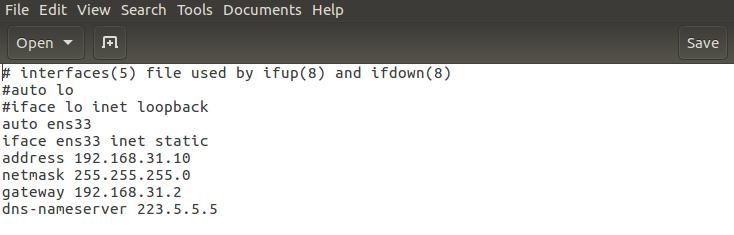 File Edit View Search Tools Documents Help
Open Save
# interfaces(5) file used by ifup(8) and ifdown(8)
#auto lo
#iface lo inet loopback
auto ens33
iface ens33 inet static
address 192.168.31.10
netmask 255.255.255.0
gateway 192.168.31.2
dns-nameserver 223.5.5.5